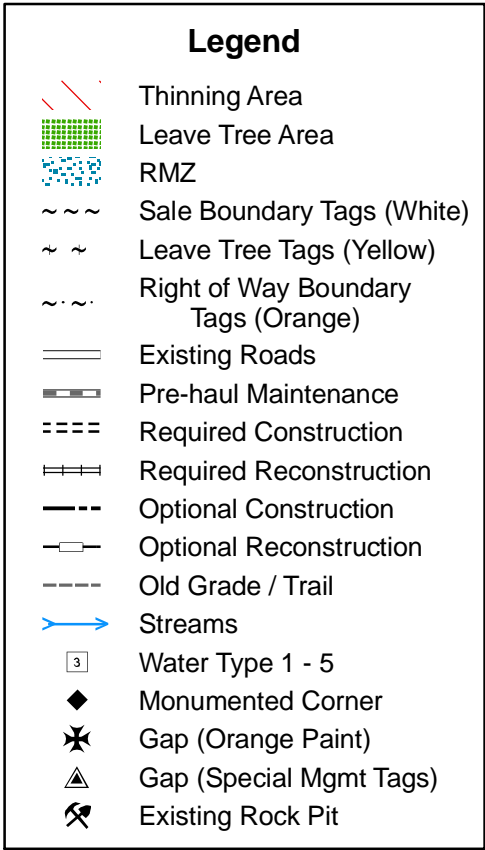 Legend
Thinning Area
Leave Tree Area
RMZ
Sale Boundary Tags (White)
Leave Tree Tags (Yellow)
Right of Way Boundary
Tags (Orange)
Existing Roads
Pre-haul Maintenance
Required Construction
Required Reconstruction
Optional Construction
Optional Reconstruction
Old Grade / Trail
Streams
3 Water Type 1 - 5
Monumented Corner
Gap (Orange Paint)
Gap (Special Mgmt Tags)
Existing Rock Pit